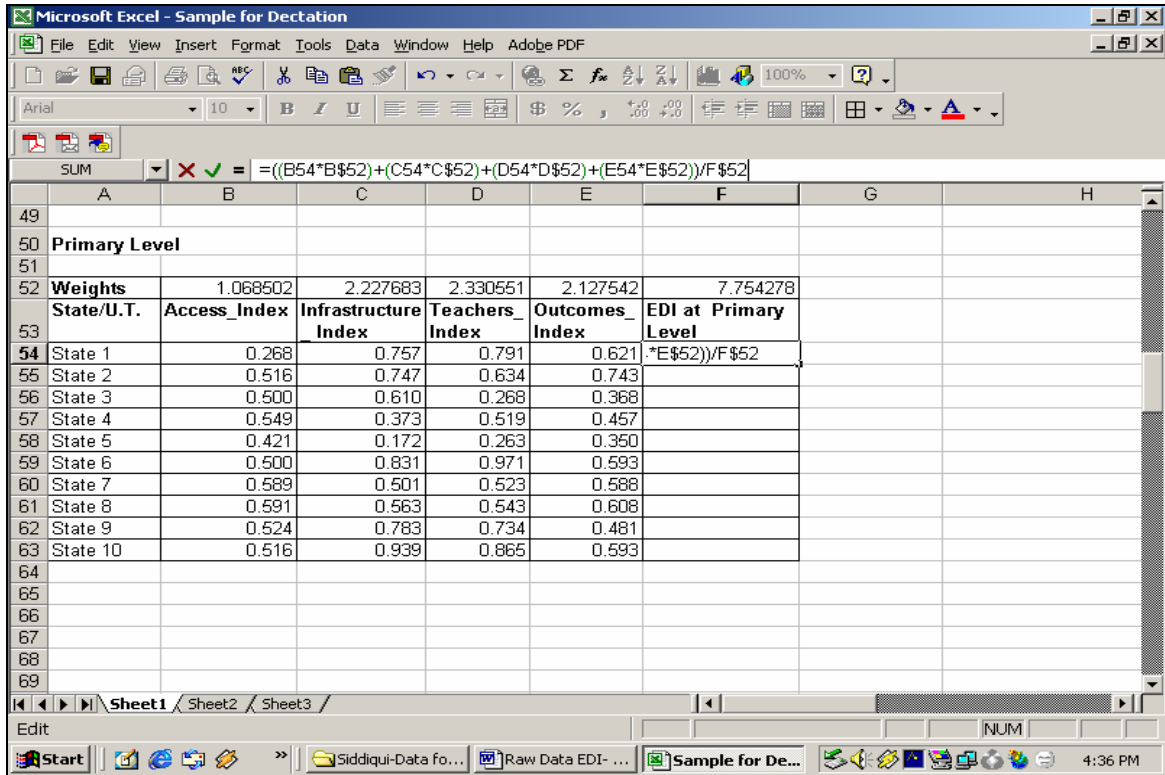 Microsoft Excel - Sample for Dectation
File Edit View Insert Format Tools Data Window Help Adobe PDF
100%
Arial 10 B I U $ % ,
SUM = =((B54*B$52)+(C54*C$52)+(D54*D$52)+(E54*E$52))/F$52
A B C D E F G H
49
50 Primary Level
51
52 Weights 1.068502 2.227683 2.330551 2.127542 7.754278
State/U.T. Access_Index Infrastructure Teachers_ Outcomes_ EDI at Primary
53 _ Index Index Index Level
54 State 1 0.268 0.757 0.791 0.621 *E$52))/F$52
55 State 2 0.516 0.747 0.634 0.743
56 State 3 0.500 0.610 0.268 0.368
57 State 4 0.549 0.373 0.519 0.457
58 State 5 0.421 0.172 0.263 0.350
59 State 6 0.500 0.831 0.971 0.593
60 State 7 0.589 0.501 0.523 0.588
61 State 8 0.591 0.563 0.543 0.608
62 State 9 0.524 0.783 0.734 0.481
63 State 10 0.516 0.939 0.865 0.593
64
65
66
67
68
69
Sheet1 Sheet2 Sheet3
Edit NUM
Start » Siddiqui-Data fo... Raw Data EDI- ... Sample for De... 4:36 PM